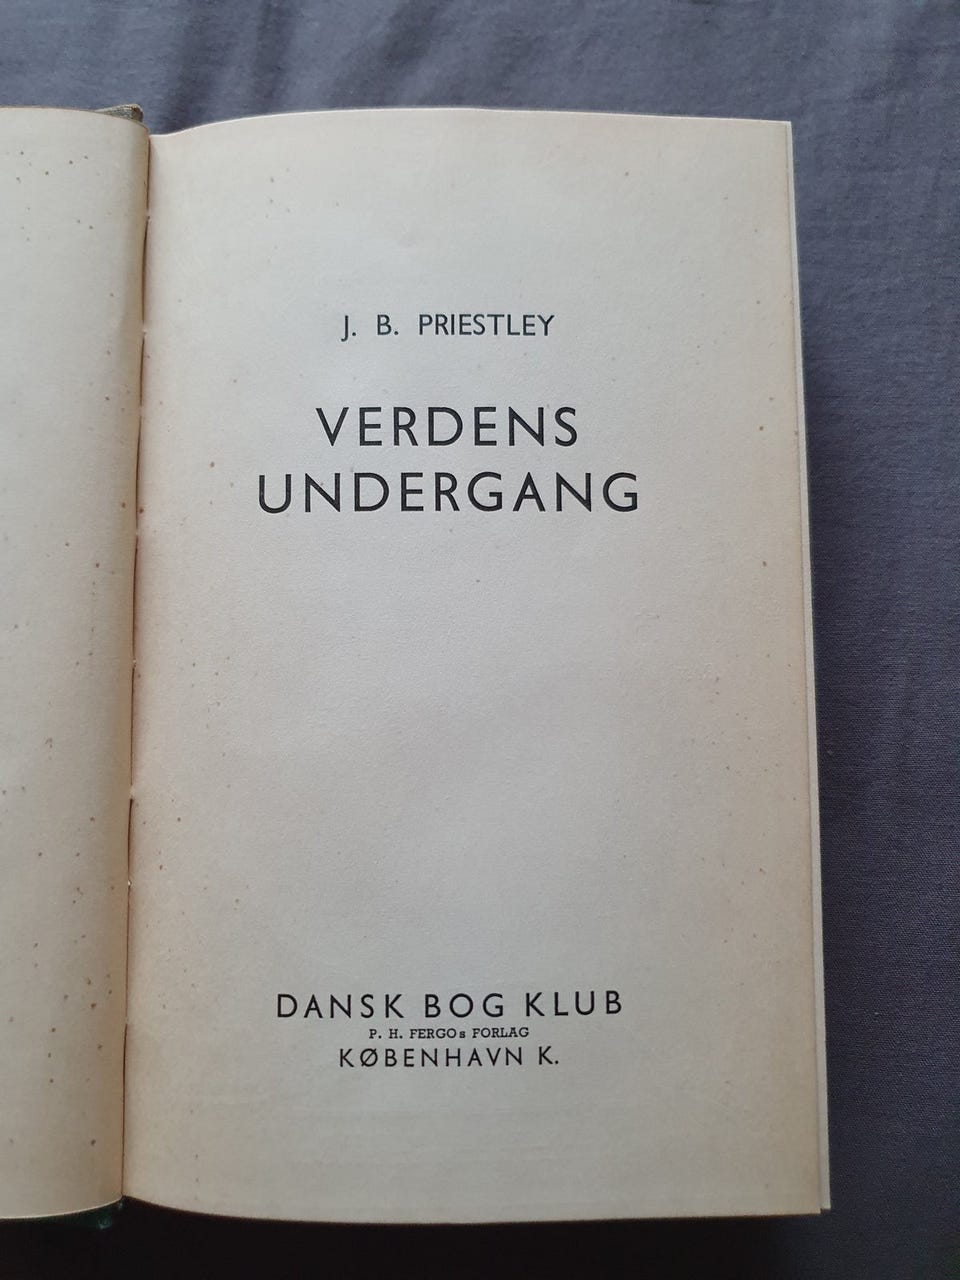 J. B. PRIESTLEY
VERDENS
UNDERGANG
DANSK BOG KLUB
P. H. FERGOs FORLAG
KØBENHAVN K.